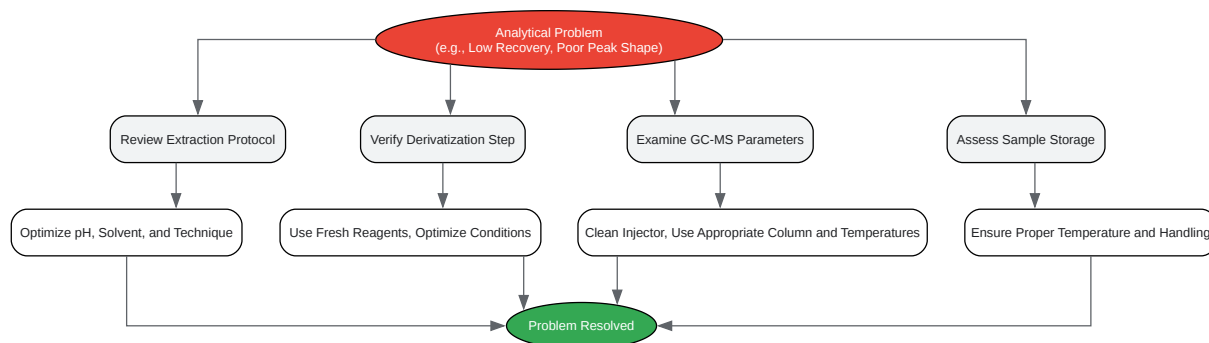 Analytical Problem
(e.g., Low Recovery, Poor Peak Shape)
Review Extraction Protocol
Verify Derivatization Step
Examine GC-MS Parameters
Assess Sample Storage
Optimize pH, Solvent, and Technique
Use Fresh Reagents, Optimize Conditions
Clean Injector, Use Appropriate Column and Temperatures
Ensure Proper Temperature and Handling
Problem Resolved